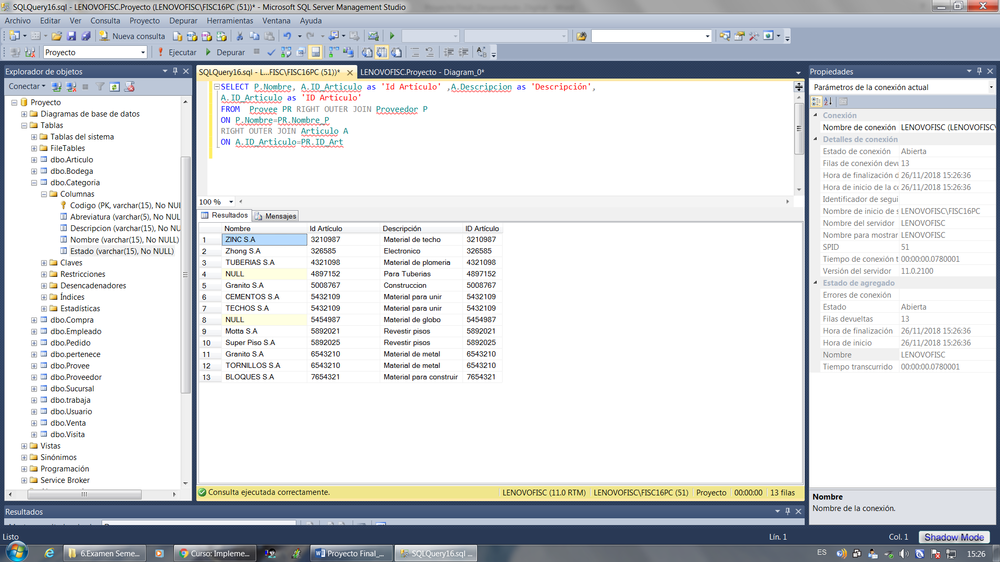 SQLQuery16.sql - LENOVOFISC.Proyecto (LENOVOFISC\FISC16PC (51))* - Microsoft SQL Server Management Studio
Archivo Editar Ver Consulta Proyecto Depurar Herramientas Ventana Ayuda
Nueva consulta
Proyecto Ejecutar Depurar
Explorador de objetos
Conectar
Proyecto
Diagramas de base de datos
Tablas
Tablas del sistema
FileTables
dbo.Articulo
dbo.Bodega
dbo.Categoria
Columnas
Codigo (PK, varchar(15), No NUL
Abreviatura (varchar(5), No NUL
Descripcion (varchar(15), No NU
Nombre (varchar(15), No NULL)
Estado (varchar(15), No NULL)
Claves
Restricciones
Desencadenadores
Índices
Estadísticas
dbo.Compra
dbo.Empleado
dbo.Pedido
dbo.pertenece
dbo.Provee
dbo.Proveedor
dbo.Sucursal
dbo.trabaja
dbo.Usuario
dbo.Venta
dbo.Visita
Vistas
Sinónimos
Programación
Service Broker
SQLQuery16.sql - L...FISC\FISC16PC (51))* LENOVOFISC.Proyecto - Diagram_0*
SELECT P.Nombre, A.ID_Articulo as 'Id Artículo' ,A.Descripcion as 'Descripción',
A.ID_Articulo as 'ID Artículo'
FROM  Provee PR RIGHT OUTER JOIN Proveedor P
ON P.Nombre=PR.Nombre_P
RIGHT OUTER JOIN Articulo A
ON A.ID_Articulo=PR.ID_Art
100 %
Resultados Mensajes
Nombre Id Artículo Descripción ID Artículo
1 ZINC S.A 3210987 Material de techo 3210987
2 Zhong S.A 326585 Electronico 326585
3 TUBERIAS S.A 4321098 Material de plomeria 4321098
4 NULL 4897152 Para Tuberias 4897152
5 Granito S.A 5008767 Construccion 5008767
6 CEMENTOS S.A 5432109 Material para unir 5432109
7 TECHOS S.A 5432109 Material para unir 5432109
8 NULL 5454987 Material de globo 5454987
9 Motta S.A 5892021 Revestir pisos 5892021
10 Super Piso S.A 5892025 Revestir pisos 5892025
11 Granito S.A 6543210 Material de metal 6543210
12 TORNILLOS S.A 6543210 Material de metal 6543210
13 BLOQUES S.A 7654321 Material para construir 7654321
Consulta ejecutada correctamente. LENOVOFISC (11.0 RTM) LENOVOFISC\FISC16PC (51) Proyecto 00:00:00 13 filas
Propiedades
Parámetros de la conexión actual
Conexión
Nombre de conexión LENOVOFISC (LENOVOFISC\
Detalles de conexión
Estado de conexión Abierta
Filas de conexión devu 13
Hora de finalización d 26/11/2018 15:26:36
Hora de inicio de la co 26/11/2018 15:26:36
Identificador de segui
Nombre de inicio de s LENOVOFISC\FISC16PC
Nombre del servidor LENOVOFISC
Nombre para mostrar LENOVOFISC
SPID 51
Tiempo de conexión t 00:00:00.0780001
Versión del servidor 11.0.2100
Estado de agregado
Errores de conexión
Estado Abierta
Filas devueltas 13
Hora de finalización 26/11/2018 15:26:36
Hora de inicio 26/11/2018 15:26:36
Nombre LENOVOFISC
Tiempo transcurrido 00:00:00.0780001
Nombre
Nombre de la conexión.
Resultados
Listo Lín. 1 Col. 1 Shadow Mode
6.Examen Seme... Curso: Impleme... Proyecto Final_... SQLQuery16.sql ... ES 15:26